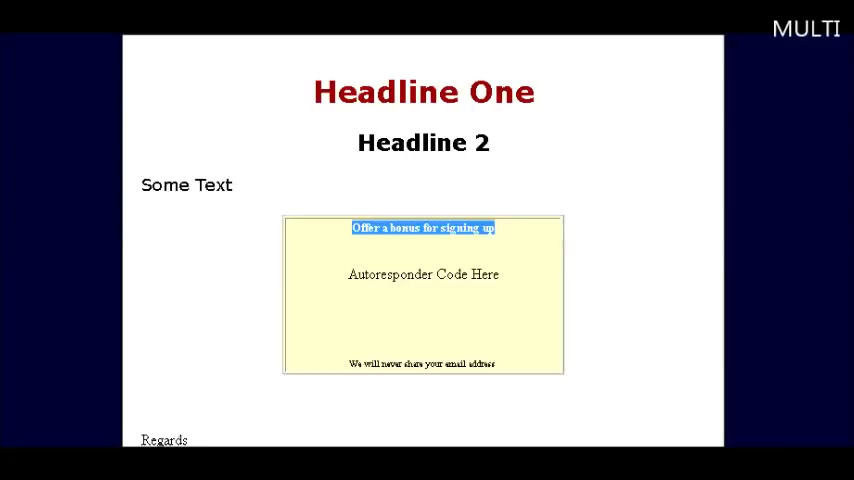 MULTI
Headline One
Headline 2
Some Text
Offer a bonus for signing up
Autoresponder Code Here
We will never share your email address
Regards